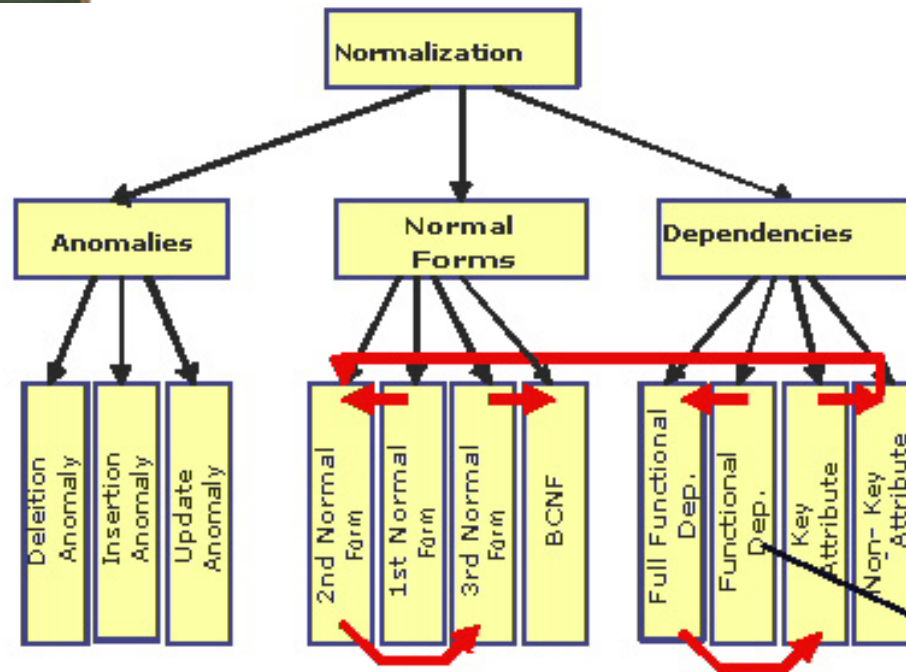 Normalization
Anomalies
Normal
Forms
Dependencies
Deleition
Anomaly
Insertion
Anomaly
Update
Anomaly
2nd Normal
Form
1st Normal
Form
3rd Normal
Form
BCNF
Full Functional
Dep.
Functional
Dep.
Key
Attribute
Non- Key
Attribute